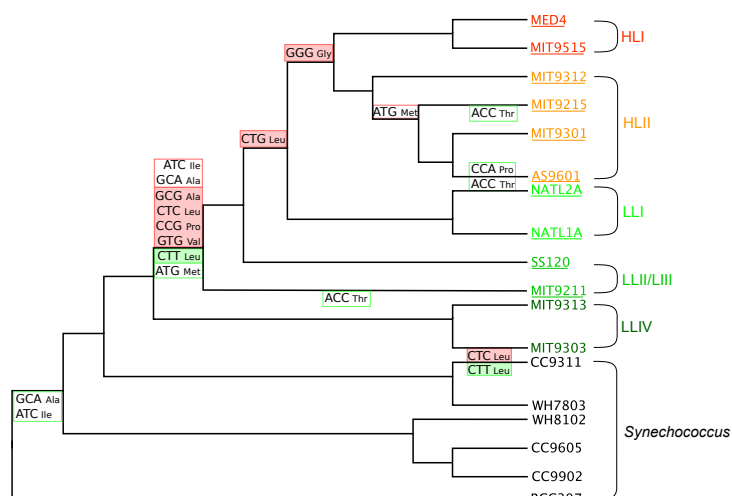 MED4
HLI
GGG Gly
MIT9515
MIT9312
ATG Met
MIT9215
ACC Thr
HLII
CTG Leu
MIT9301
ATC Ile
GCA Ala
CCA Pro
AS9601
ACC Thr
GCG Ala
CTC Leu
CCG Pro
GTG Val
NATL2A
LLI
NATL1A
CTT Leu
ATG Met
SS120
LLII/LIII
ACC Thr
MIT9211
MIT9313
LLIV
MIT9303
CTC Leu
CC9311
CTT Leu
GCA Ala
ATC Ile
WH7803
WH8102
Synechococcus
CC9605
CC9902